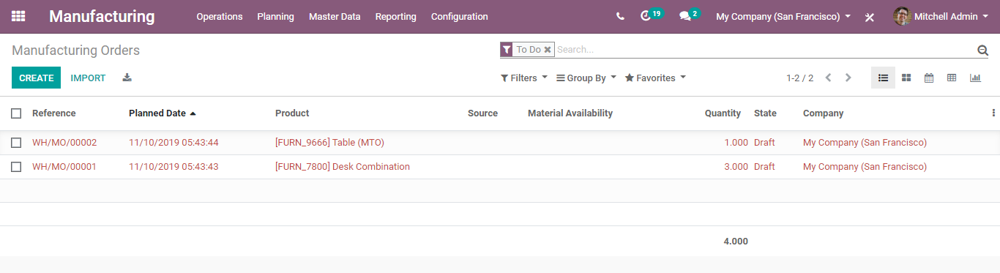 Manufacturing Operations Planning Master Data Reporting Configuration 19 2 My Company (San Francisco) Mitchell Admin
Manufacturing Orders To Do Search...
CREATE IMPORT Filters Group By Favorites 1-2 / 2
Reference Planned Date Product Source Material Availability Quantity State Company
WH/MO/00002 11/10/2019 05:43:44 [FURN_9666] Table (MTO) 1.000 Draft My Company (San Francisco)
WH/MO/00001 11/10/2019 05:43:43 [FURN_7800] Desk Combination 3.000 Draft My Company (San Francisco)
4.000